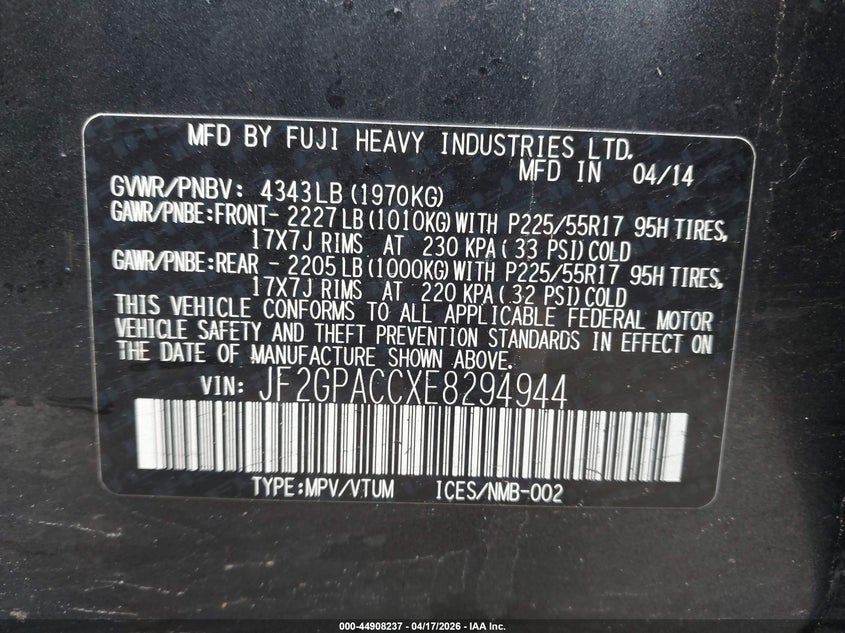 MFD BY FUJI HEAVY INDUSTRIES LTD.
MFD IN 04/14
GVWR/PNBV: 4343LB (1970KG)
GAWR/PNBE:FRONT- 2227LB (1010KG) WITH P225/55R17 95H TIRES,
17X7J RIMS AT 230 KPA ( 33 PSI) COLD
GAWR/PNBE:REAR - 2205LB (1000KG) WITH P225/55R17 95H TIRES,
17X7J RIMS AT 220 KPA ( 32 PSI) COLD
THIS VEHICLE CONFORMS TO ALL APPLICABLE FEDERAL MOTOR
VEHICLE SAFETY AND THEFT PREVENTION STANDARDS IN EFFECT ON
THE DATE OF MANUFACTURE SHOWN ABOVE.
VIN: JF2GPACCXE8294944
TYPE:MPV/VTUM ICES/NMB-002
000-44908237 - 04/17/2026 - IAA Inc.